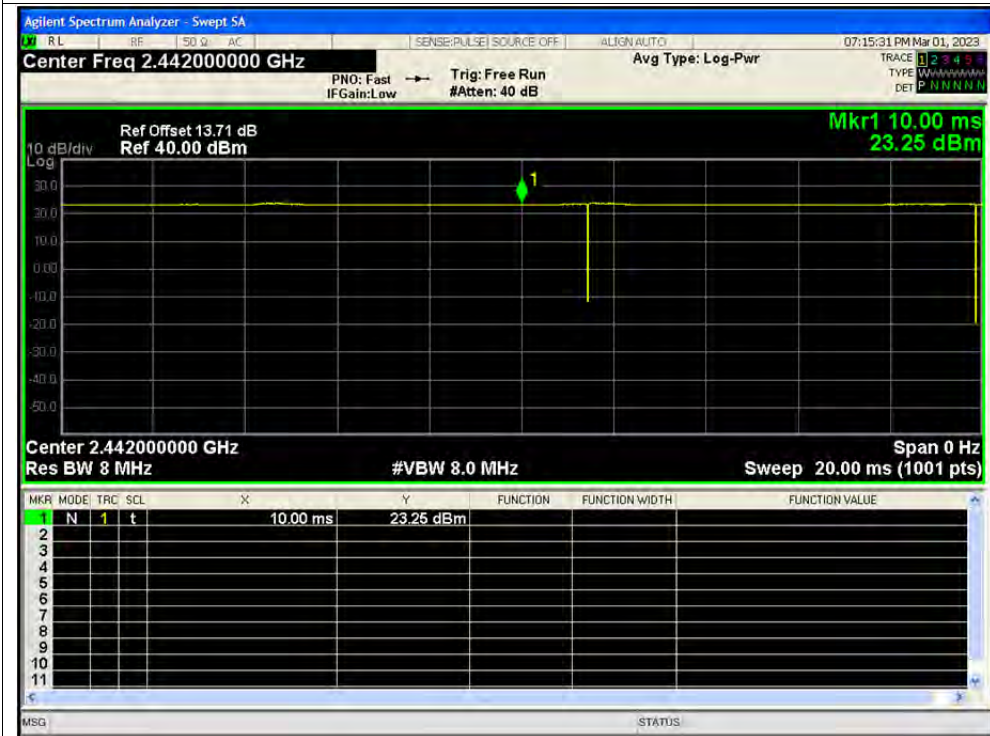 Agilent Spectrum Analyzer - Swept SA
RL RF 50 Ω AC SENSE:PULSE SOURCE OFF ALIGN AUTO 07:15:31 PM Mar 01, 2023
Center Freq 2.442000000 GHz
Avg Type: Log-Pwr
TRACE 1 2 3 4 5 6
PNO: Fast Trig: Free Run
TYPE
IFGain:Low #Atten: 40 dB
DET P N N N N N
Mkr1 10.00 ms
Ref Offset 13.71 dB
10 dB/div Ref 40.00 dBm
23.25 dBm
Log
1
30.0
20.0
10.0
0.00
-10.0
-20.0
-30.0
-40.0
-50.0
Center 2.442000000 GHz Span 0 Hz
Res BW 8 MHz #VBW 8.0 MHz Sweep 20.00 ms (1001 pts)
MKR MODE TRC SCL X Y FUNCTION FUNCTION WIDTH FUNCTION VALUE
1 N 1 t 10.00 ms 23.25 dBm
2
3
4
5
6
7
8
9
10
11
MSG STATUS